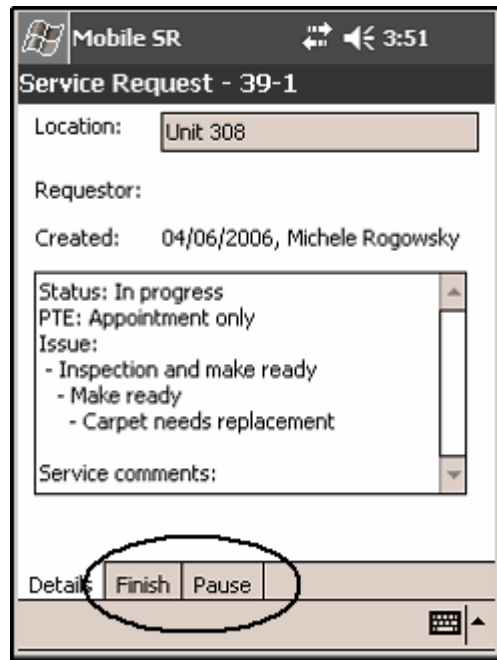 Mobile SR 3:51
Service Request - 39-1
Location: Unit 308
Requestor:
Created: 04/06/2006, Michele Rogowsky
Status: In progress
PTE: Appointment only
Issue:
- Inspection and make ready
- Make ready
- Carpet needs replacement
Service comments:
Details Finish Pause